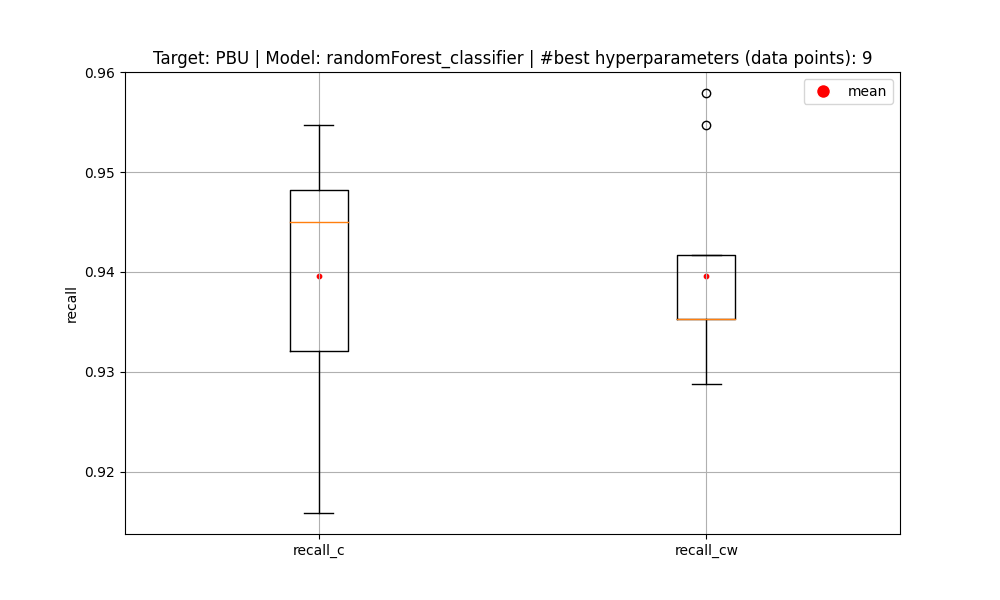 Target: PBU | Model: randomForest_classifier | #best hyperparameters (data points): 9
mean
0.96
0.95
0.94
0.93
0.92
recall
recall_c
recall_cw